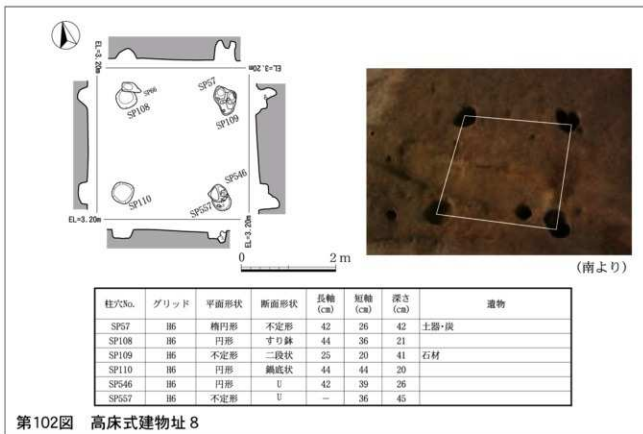 EL=3.20m
EL=3.20m
EL=3.20m
EL=3.20m
SP66
SP108
SP57
SP109
SP110
SP546
SP557
0 2 m
(南より)
柱穴No. グリッド 平面形状 断面形状 長軸(cm) 短軸(cm) 深さ(cm) 遺物
SP57 H6 楕円形 不定形 42 26 42 土器・炭
SP108 H6 円形 すり鉢 44 36 21
SP109 H6 不定形 二段状 25 20 41 石材
SP110 H6 円形 鍋底状 44 44 20
SP546 H6 円形 U 42 39 26
SP557 H6 不定形 U － 36 45
第102図 高床式建物址8